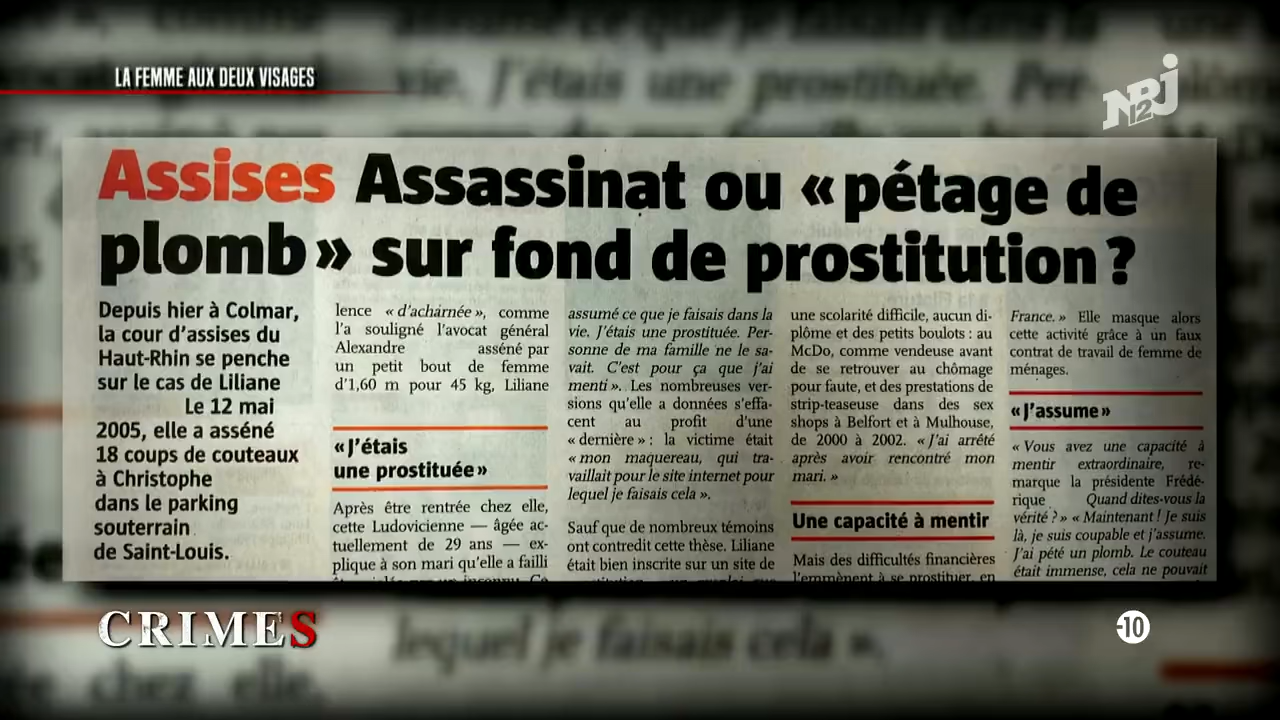 LA FEMME AUX DEUX VISAGES
NRJ12
Assises Assassinat ou « pétage de
plomb » sur fond de prostitution ?
Depuis hier à Colmar,
la cour d'assises du
Haut-Rhin se penche
sur le cas de Liliane
Le 12 mai
2005, elle a asséné
18 coups de couteaux
à Christophe
dans le parking
souterrain
de Saint-Louis.
lence « d'acharnée », comme
l'a souligné l'avocat général
Alexandre asséné par
un petit bout de femme
d'1,60 m pour 45 kg, Liliane
« J'étais
une prostituée »
Après être rentrée chez elle,
cette Ludovicienne — âgée ac-
tuellement de 29 ans — ex-
plique à son mari qu'elle a failli
assumé ce que je faisais dans la
vie. J'étais une prostituée. Per-
sonne de ma famille ne le sa-
vait. C'est pour ça que j'ai
menti ». Les nombreuses ver-
sions qu'elle a données s'effa-
cent au profit d'une
« dernière » : la victime était
« mon maquereau, qui tra-
vaillait pour le site internet pour
lequel je faisais cela ».
Sauf que de nombreux témoins
ont contredit cette thèse. Liliane
était bien inscrite sur un site de
une scolarité difficile, aucun di-
plôme et des petits boulots : au
McDo, comme vendeuse avant
de se retrouver au chômage
pour faute, et des prestations de
strip-teaseuse dans des sex
shops à Belfort et à Mulhouse,
de 2000 à 2002. « J'ai arrêté
après avoir rencontré mon
mari. »
Une capacité à mentir
Mais des difficultés financières
l'emmènent à se prostituer, en
France. » Elle masque alors
cette activité grâce à un faux
contrat de travail de femme de
ménages.
« J'assume »
« Vous avez une capacité à
mentir extraordinaire, re-
marque la présidente Frédé-
rique Quand dites-vous la
vérité ? » « Maintenant ! Je suis
là, je suis coupable et j'assume.
J'ai pété un plomb. Le couteau
était immense, cela ne pouvait
CRIMES
-10
lequel je faisais cela ».
chez elle,